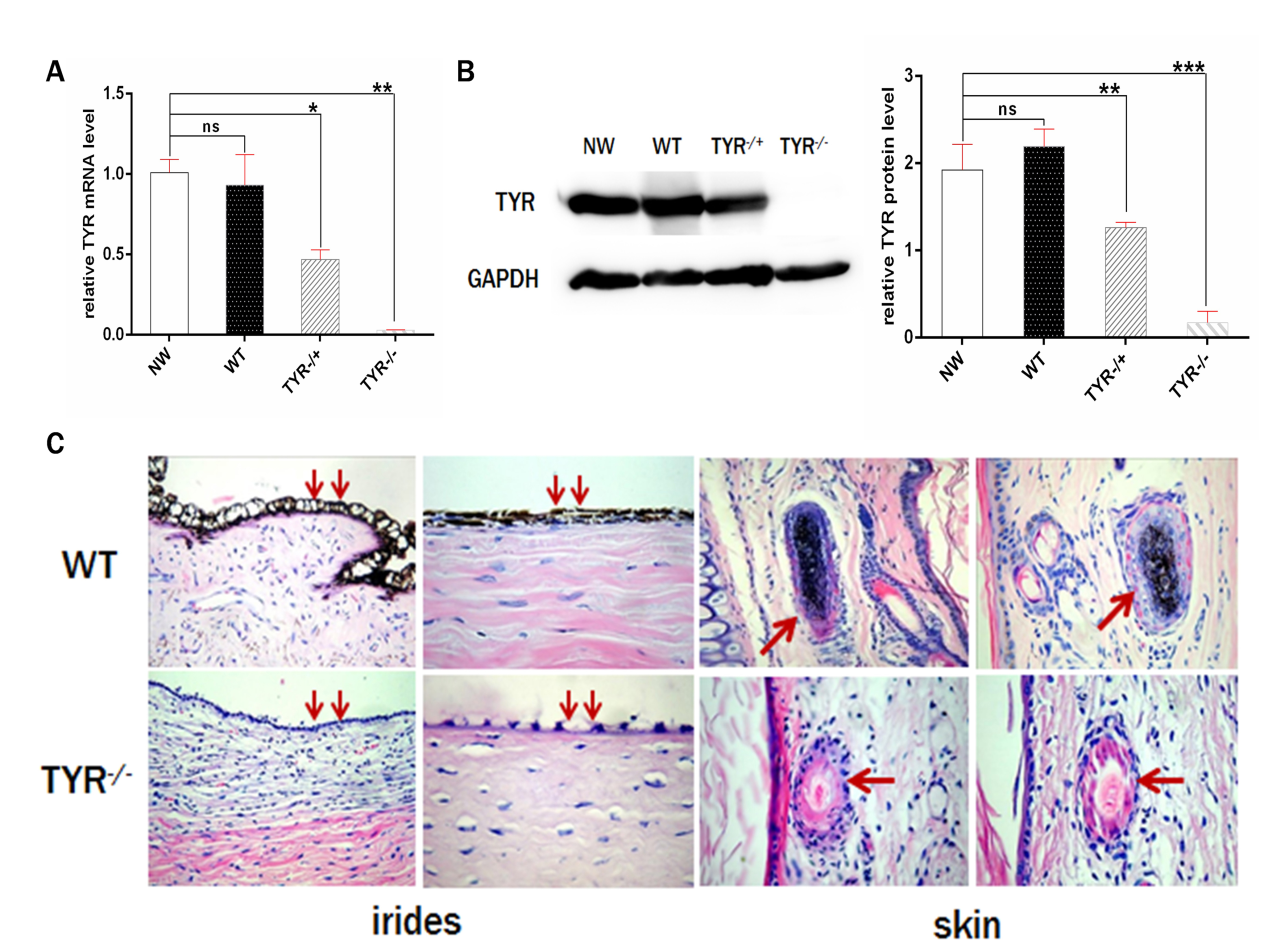 A
relative TYR mRNA level
1.5
1.0
0.5
0.0
ns
*
**
NW
WT
TYR-/+
TYR-/-
B
NW WT TYR-/+ TYR-/-
TYR
GAPDH
relative TYR protein level
3
2
1
0
ns
**
***
NW
WT
TYR-/+
TYR-/-
C
WT
TYR-/-
irides
skin